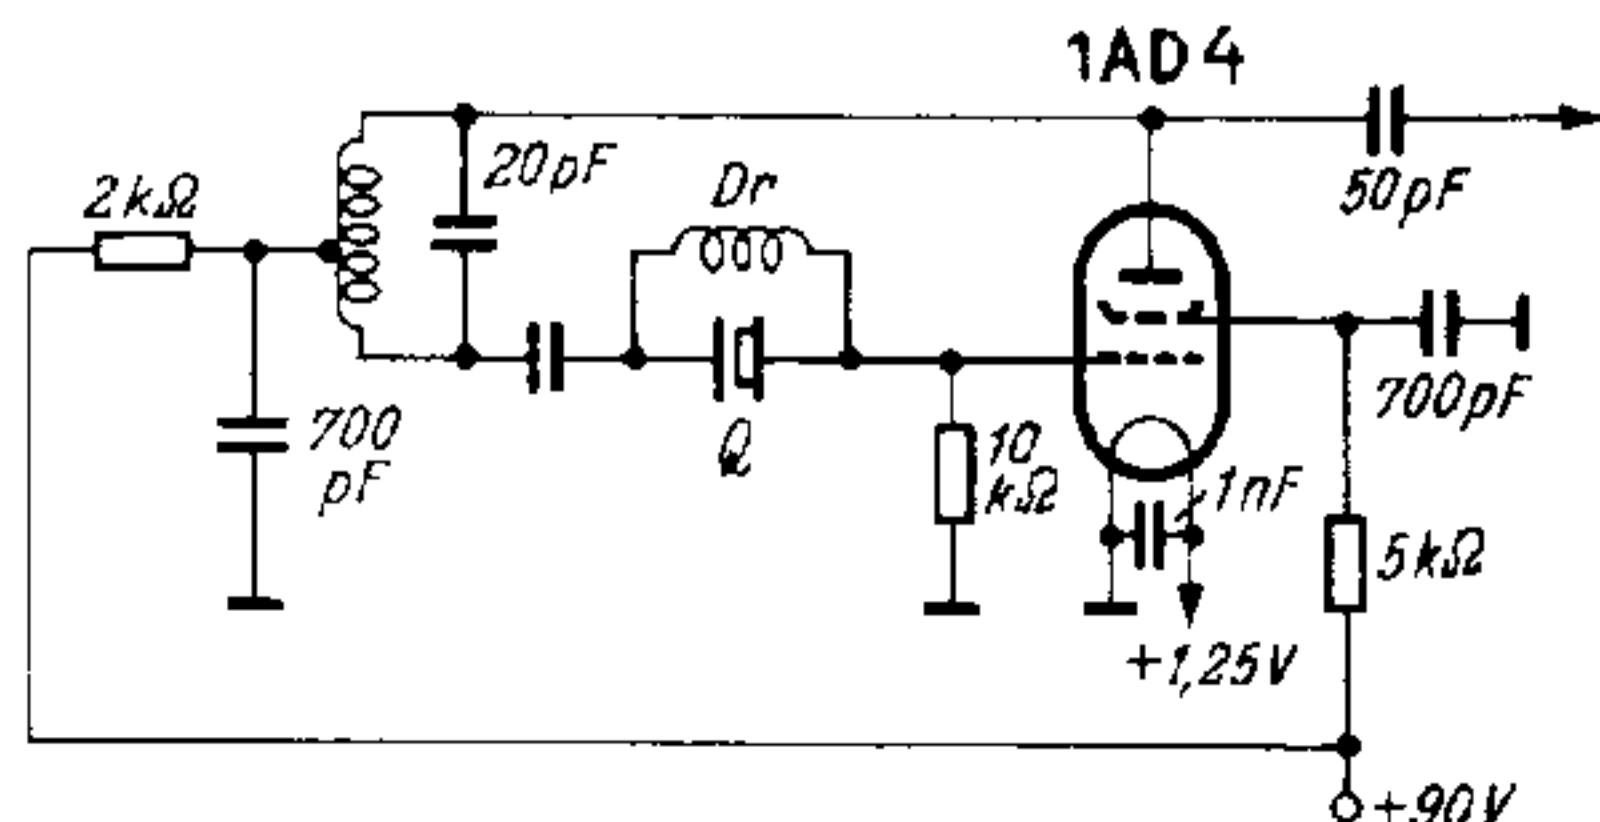 1AD4
20pF
Dr
2kΩ
50pF
700
pF
Q
10
kΩ
1nF
700pF
5kΩ
+1,25V
+90V